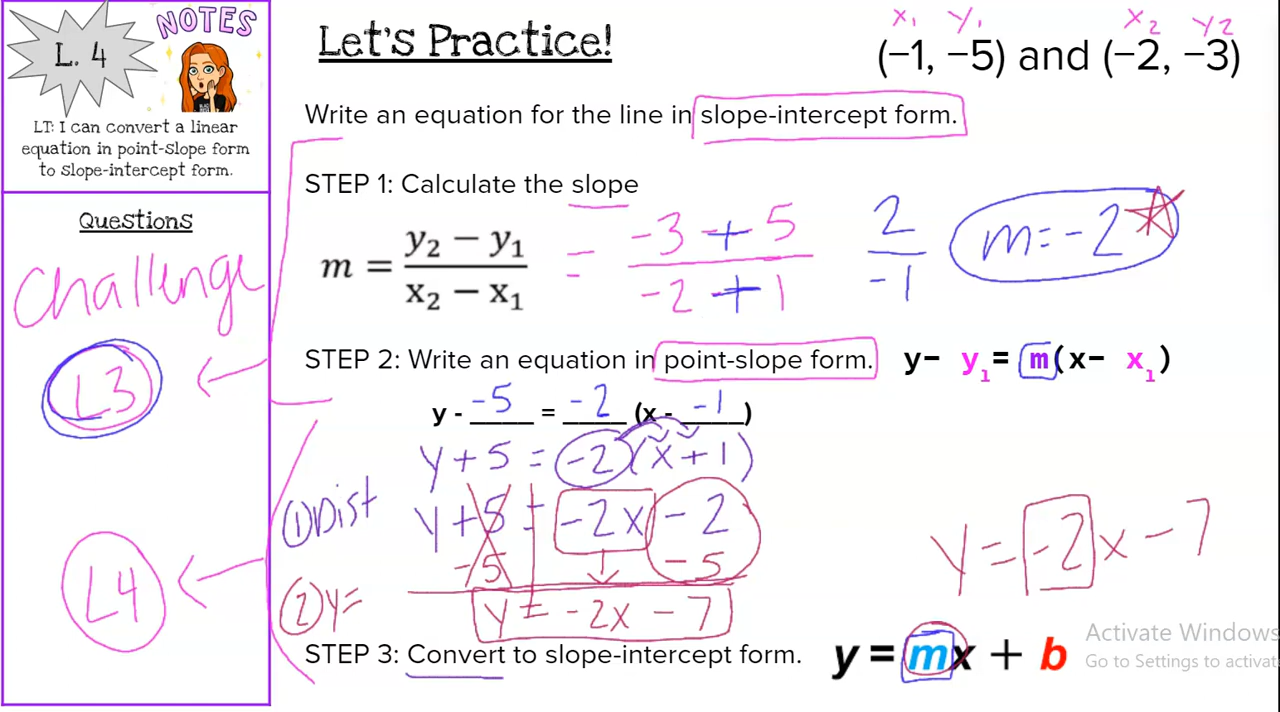 NOTES
L. 4
LT: I can convert a linear
equation in point-slope form
to slope-intercept form.
Questions
Challenge
L3
L4
Let's Practice!
x₁ y₁ x₂ y₂
(−1, −5) and (−2, −3)
Write an equation for the line in slope-intercept form.
STEP 1: Calculate the slope
m = (y₂ − y₁)/(x₂ − x₁) = (-3 + 5)/(-2 + 1) 2/-1 m = -2
STEP 2: Write an equation in point-slope form. y- y₁= m(x- x₁)
y - -5 = -2 (x - -1)
y + 5 = -2(x + 1)
①Dist y + 5 = -2x - 2
-5 - 5
②y= y = -2x - 7
y = -2x - 7
STEP 3: Convert to slope-intercept form. y = mx + b
Activate Windows
Go to Settings to activat